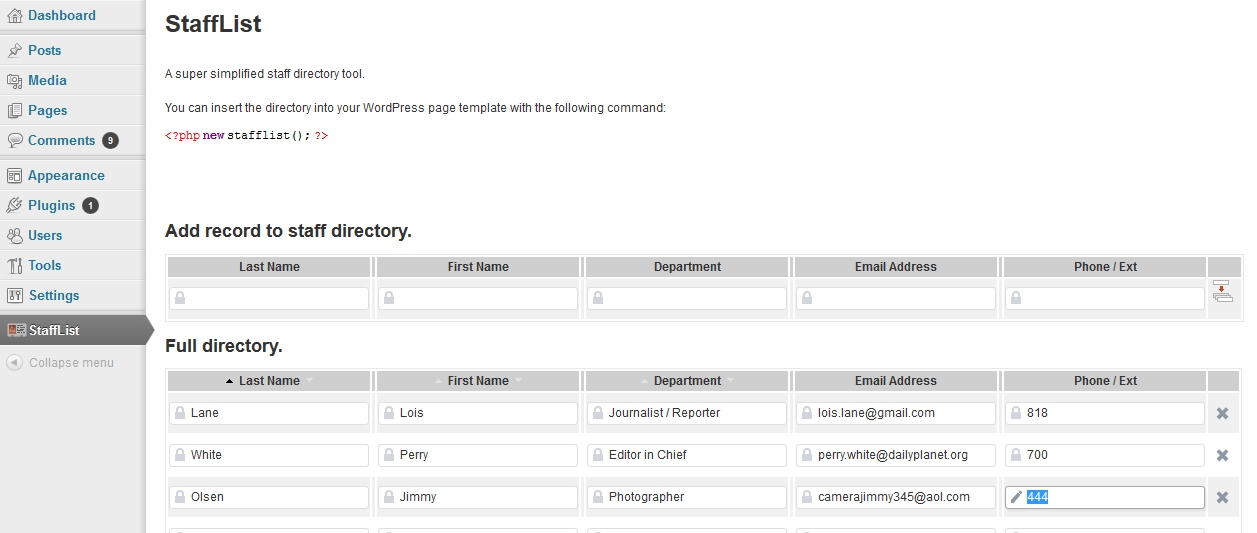 Dashboard
Posts
Media
Pages
Comments 9
Appearance
Plugins 1
Users
Tools
Settings
StaffList
Collapse menu
StaffList
A super simplified staff directory tool.
You can insert the directory into your WordPress page template with the following command:
<?php new stafflist(); ?>
Add record to staff directory.
Last Name First Name Department Email Address Phone / Ext
Full directory.
Last Name First Name Department Email Address Phone / Ext
Lane Lois Journalist / Reporter lois.lane@gmail.com 818
White Perry Editor in Chief perry.white@dailyplanet.org 700
Olsen Jimmy Photographer camerajimmy345@aol.com 444